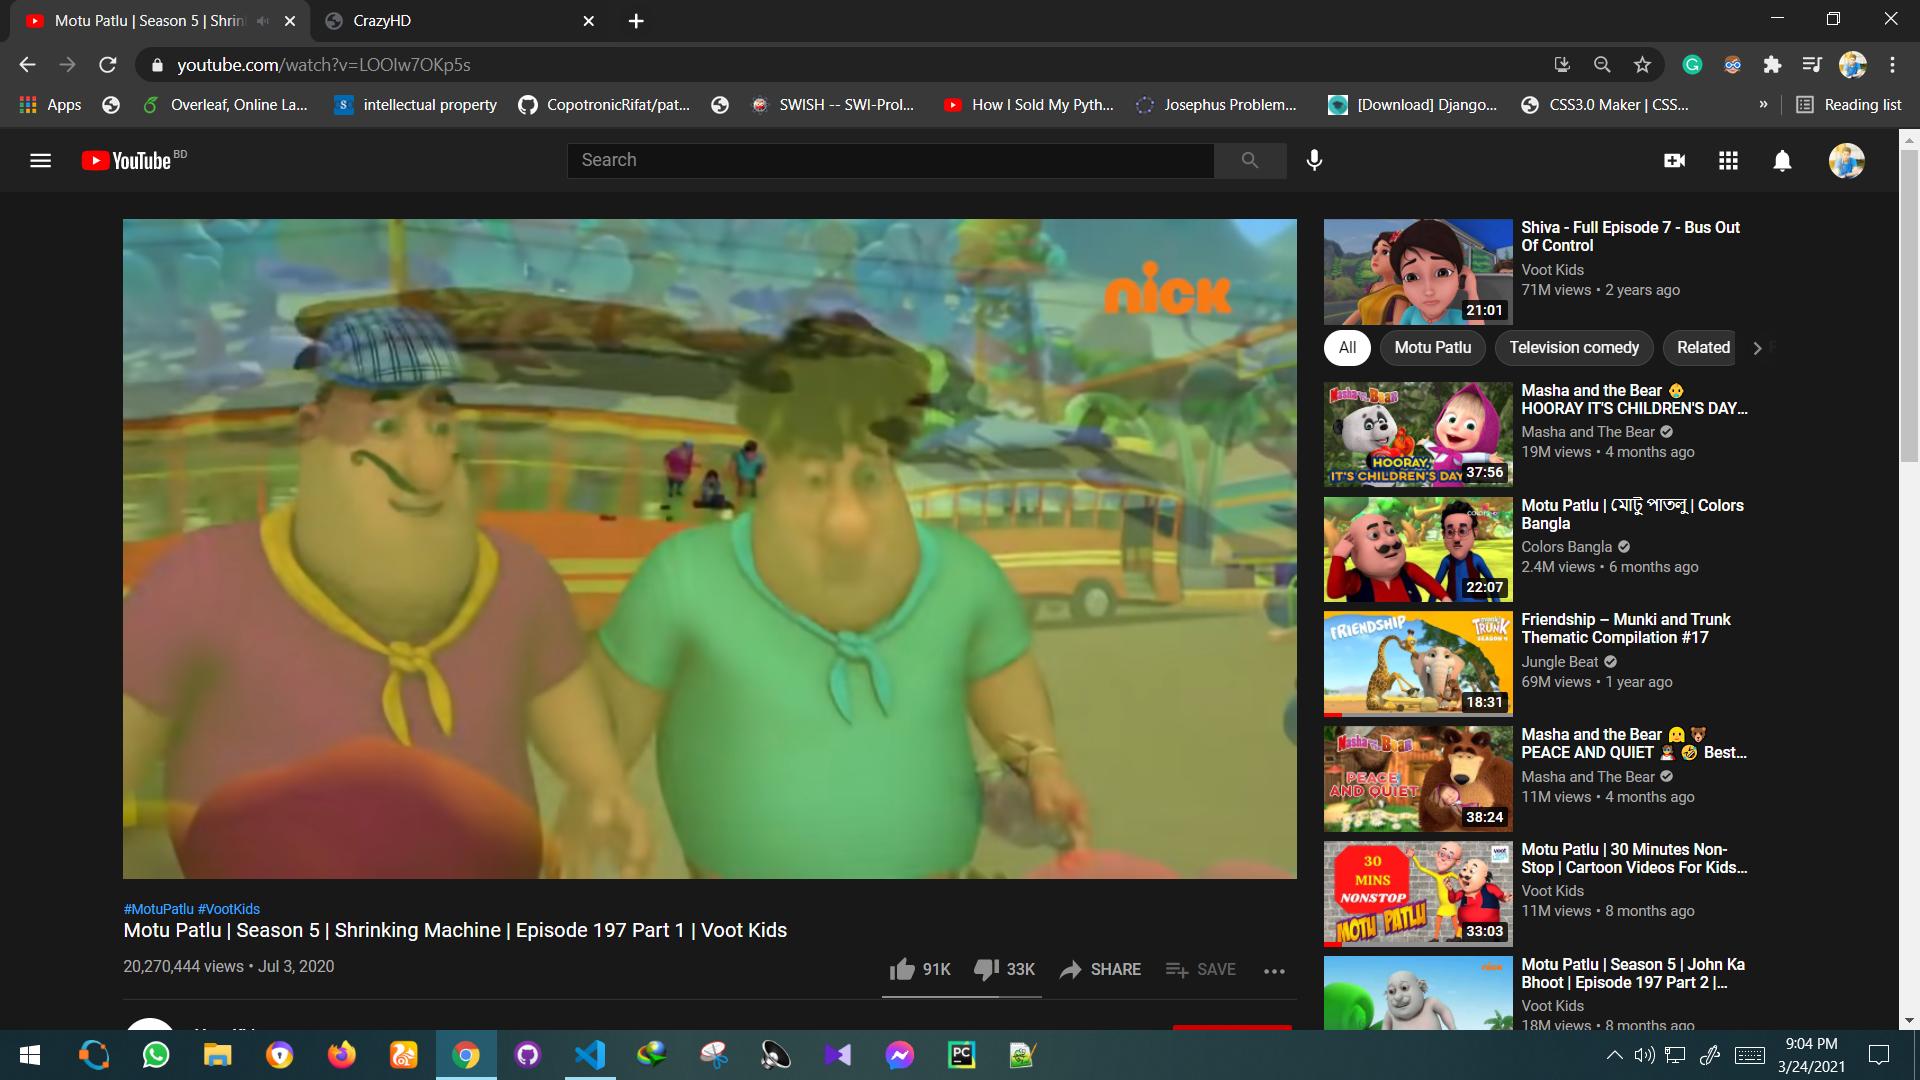 Motu Patlu | Season 5 | Shrin
CrazyHD
youtube.com/watch?v=LOOIw7OKp5s
Apps
Overleaf, Online La...
intellectual property
CopotronicRifat/pat...
SWISH -- SWI-Prol...
How I Sold My Pyth...
Josephus Problem...
[Download] Django...
CSS3.0 Maker | CSS...
»
Reading list
YouTube BD
Search
nick
Shiva - Full Episode 7 - Bus Out
Of Control
Voot Kids
71M views • 2 years ago
21:01
All
Motu Patlu
Television comedy
Related
Masha and the Bear 👶
HOORAY IT'S CHILDREN'S DAY...
Masha and The Bear
19M views • 4 months ago
Masha and the Bear
HOORAY,
IT'S CHILDREN'S DAY
37:56
Motu Patlu | মোটু পাতলু | Colors
Bangla
Colors Bangla
2.4M views • 6 months ago
22:07
Friendship – Munki and Trunk
Thematic Compilation #17
Jungle Beat
69M views • 1 year ago
FRIENDSHIP
TRUNK
18:31
Masha and the Bear 👱‍♀️ 🐻
PEACE AND QUIET 🤣 Best...
Masha and The Bear
11M views • 4 months ago
Masha and the Bear
PEACE
AND QUIET
38:24
Motu Patlu | 30 Minutes Non-
Stop | Cartoon Videos For Kids...
Voot Kids
11M views • 8 months ago
30
MINS
NONSTOP
MOTU PATLU
voot
33:03
Motu Patlu | Season 5 | John Ka
Bhoot | Episode 197 Part 2 |...
Voot Kids
18M views • 8 months ago
nick
#MotuPatlu #VootKids
Motu Patlu | Season 5 | Shrinking Machine | Episode 197 Part 1 | Voot Kids
20,270,444 views • Jul 3, 2020
91K
33K
SHARE
SAVE
PC
9:04 PM
3/24/2021